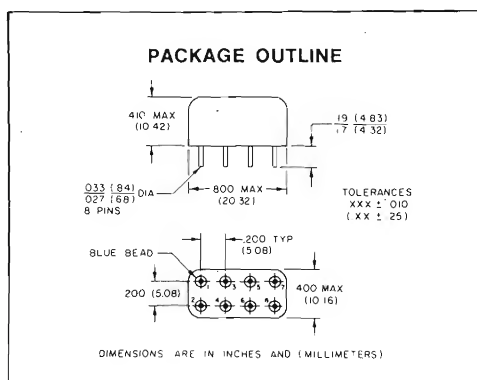 PACKAGE OUTLINE
410 MAX
(10 42)
19 (4 83)
17 (4 32)
033 (84)
027 (68) DIA
8 PINS
800 MAX
(20 32)
TOLERANCES
XXX ± 010
( XX ± 25)
BLUE BEAD
.200 TYP
(5.08)
200 (5.08)
400 MAX
(10 16)
1 3 5 7
2 4 6 8
DIMENSIONS ARE IN INCHES AND (MILLIMETERS)